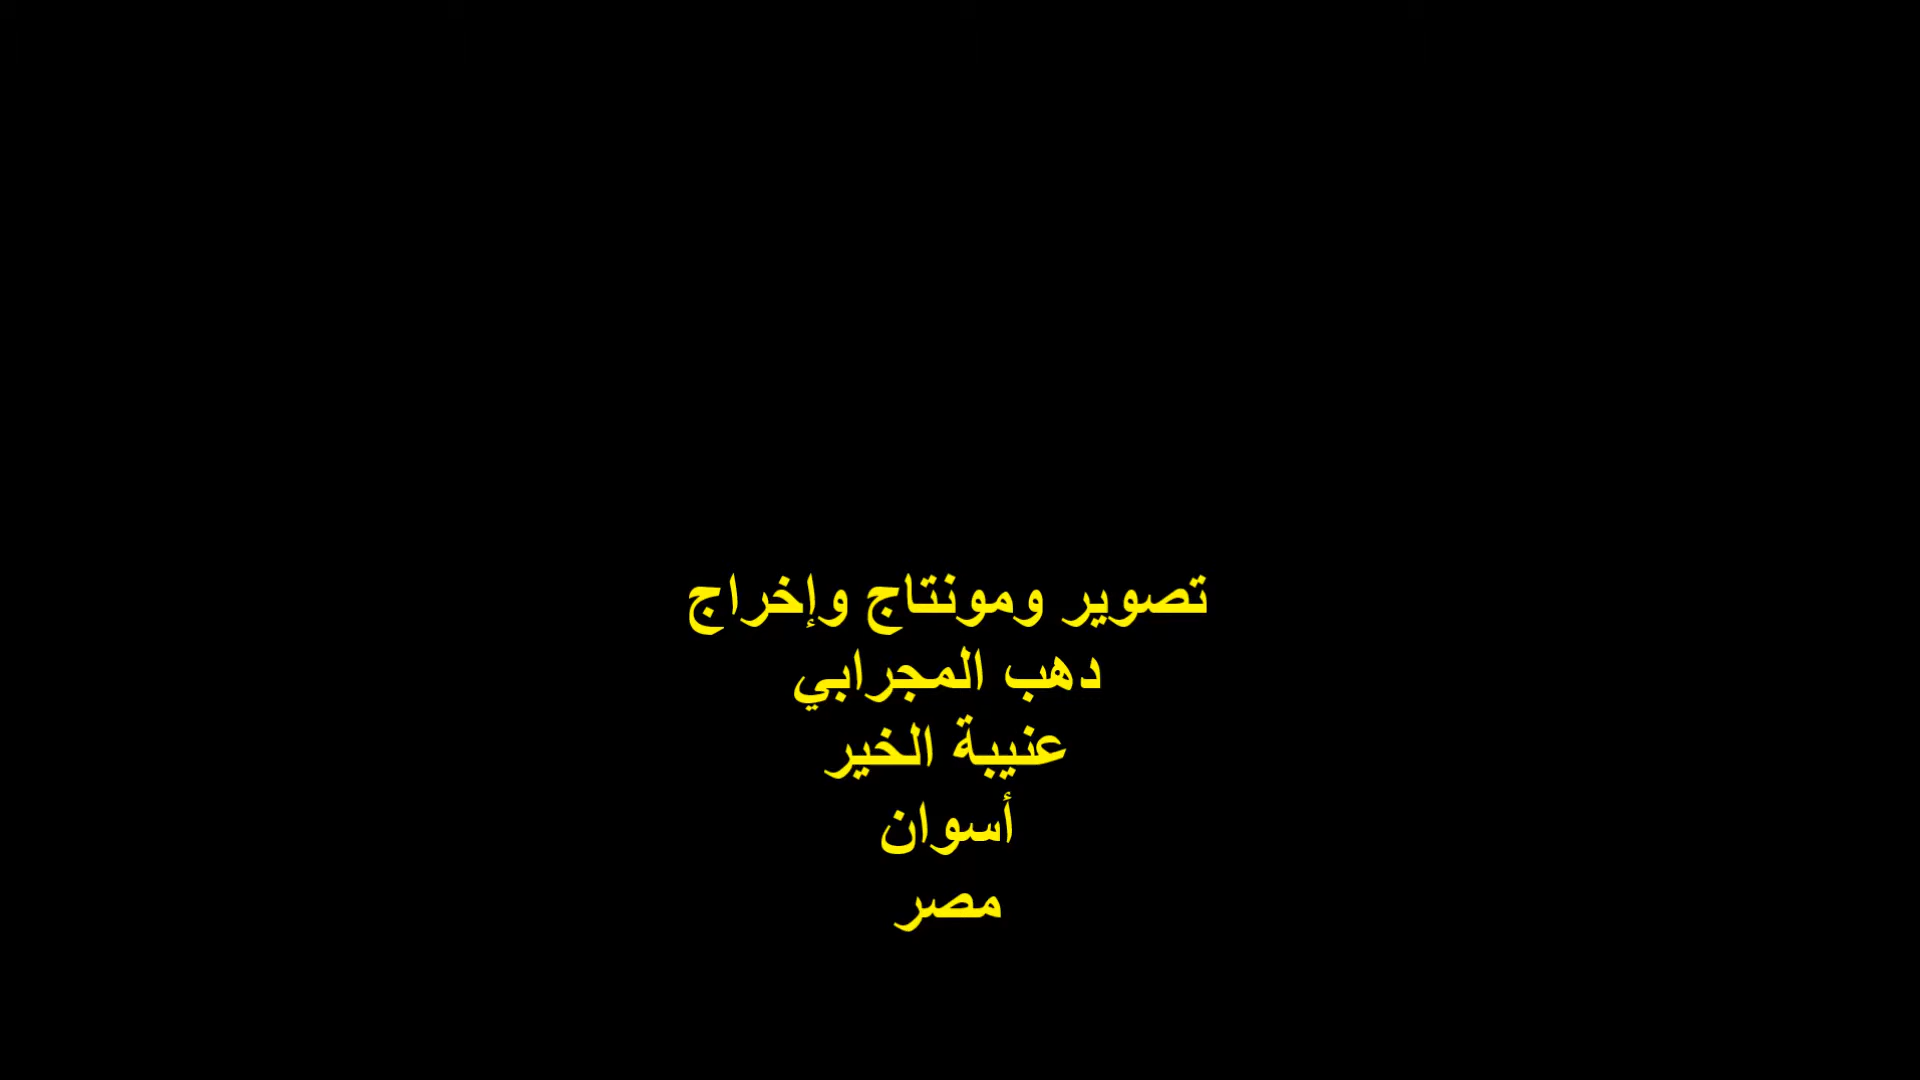 تصوير ومونتاج وإخراج
دهب المجرابي
عنيبة الخير
أسوان
مصر